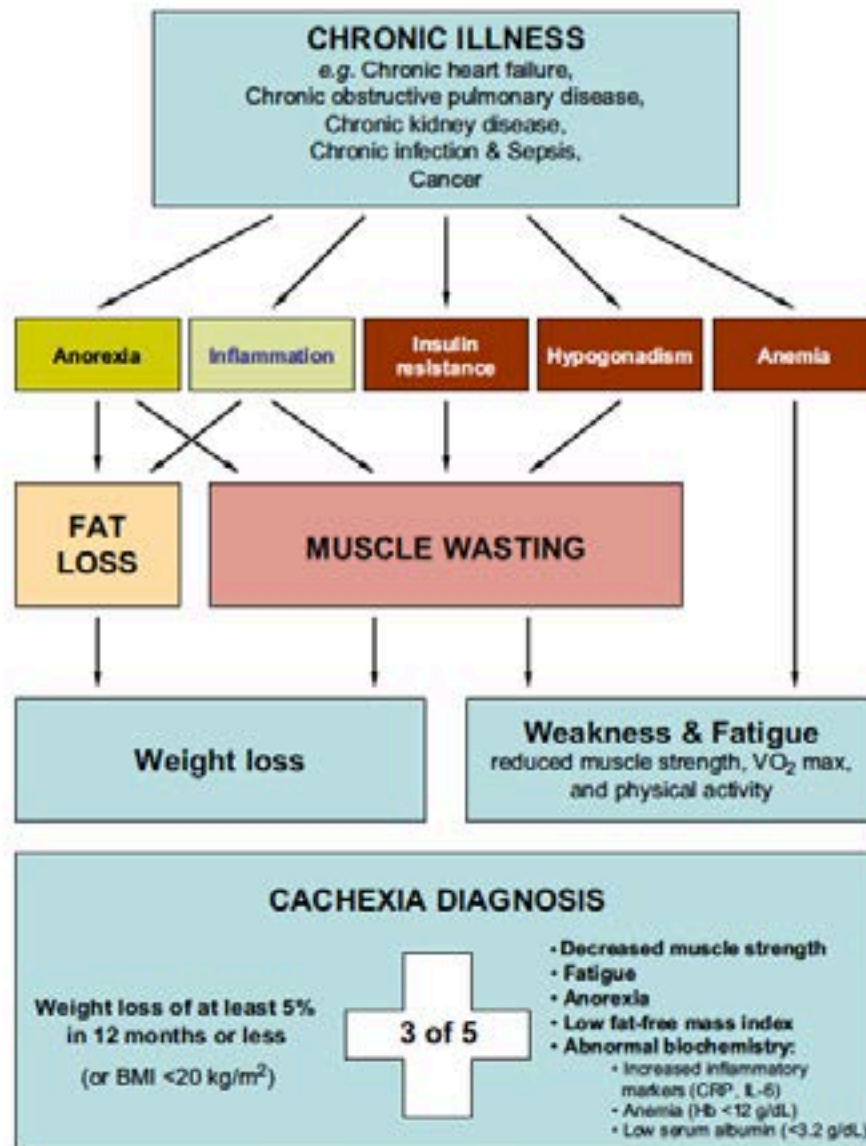 CHRONIC ILLNESS
e.g. Chronic heart failure,
Chronic obstructive pulmonary disease,
Chronic kidney disease,
Chronic infection & Sepsis,
Cancer
Anorexia
Inflammation
Insulin
resistance
Hypogonadism
Anemia
FAT
LOSS
MUSCLE WASTING
Weight loss
Weakness & Fatigue
reduced muscle strength, VO₂ max,
and physical activity
CACHEXIA DIAGNOSIS
Weight loss of at least 5%
in 12 months or less
(or BMI <20 kg/m²)
3 of 5
• Decreased muscle strength
• Fatigue
• Anorexia
• Low fat-free mass index
• Abnormal biochemistry:
• Increased inflammatory
markers (CRP, IL-6)
• Anemia (Hb <12 g/dL)
• Low serum albumin (<3.2 g/dL)